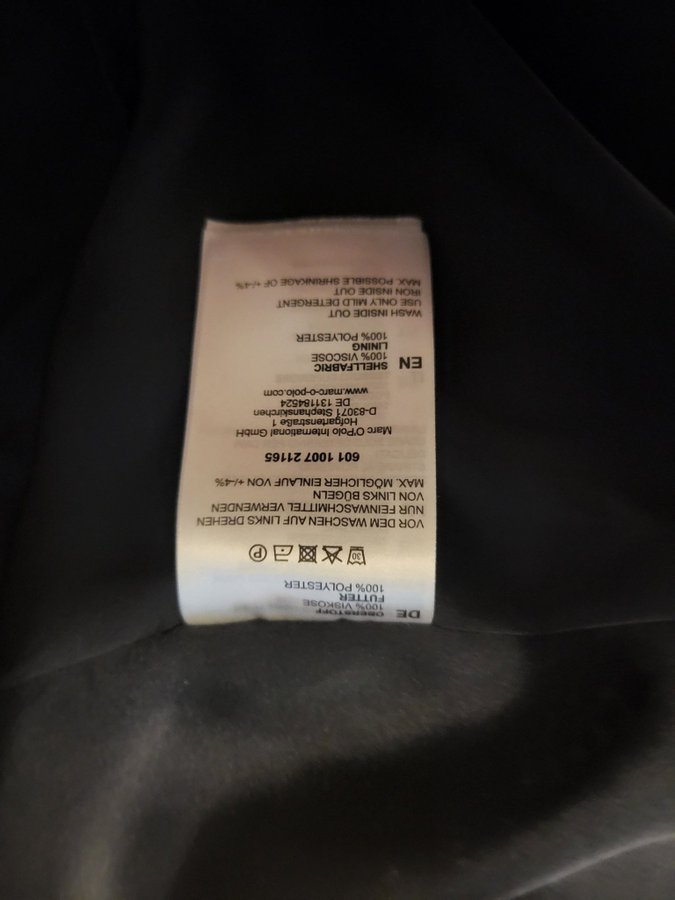 DE OBERSTOFF
100% VISKOSE
FUTTER
100% POLYESTER
30 P
VOR DEM WASCHEN AUF LINKS DREHEN
NUR FEINWASCHMITTEL VERWENDEN
VON LINKS BÜGELN
MAX. MÖGLICHER EINLAUF VON +/-4%
601 1007 21165
Marc O'Polo International GmbH
Hofgartenstraße 1
D-83071 Stephanskirchen
DE 131184524
www.marc-o-polo.com
EN SHELLFABRIC
100% VISCOSE
LINING
100% POLYESTER
WASH INSIDE OUT
USE ONLY MILD DETERGENT
IRON INSIDE OUT
MAX. POSSIBLE SHRINKAGE OF +/-4%